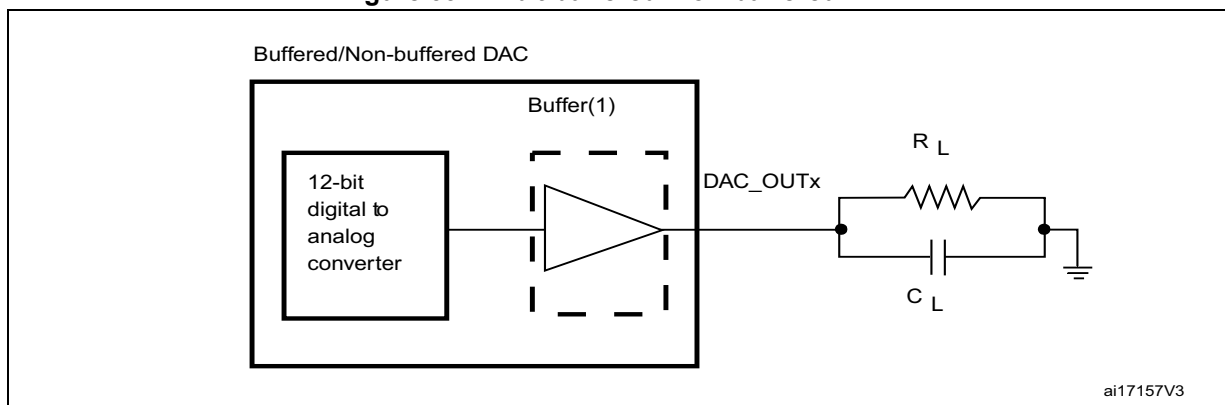 Buffered/Non-buffered DAC
Buffer(1)
12-bit
digital to
analog
converter
DAC_OUTx
R L
C L
ai17157V3